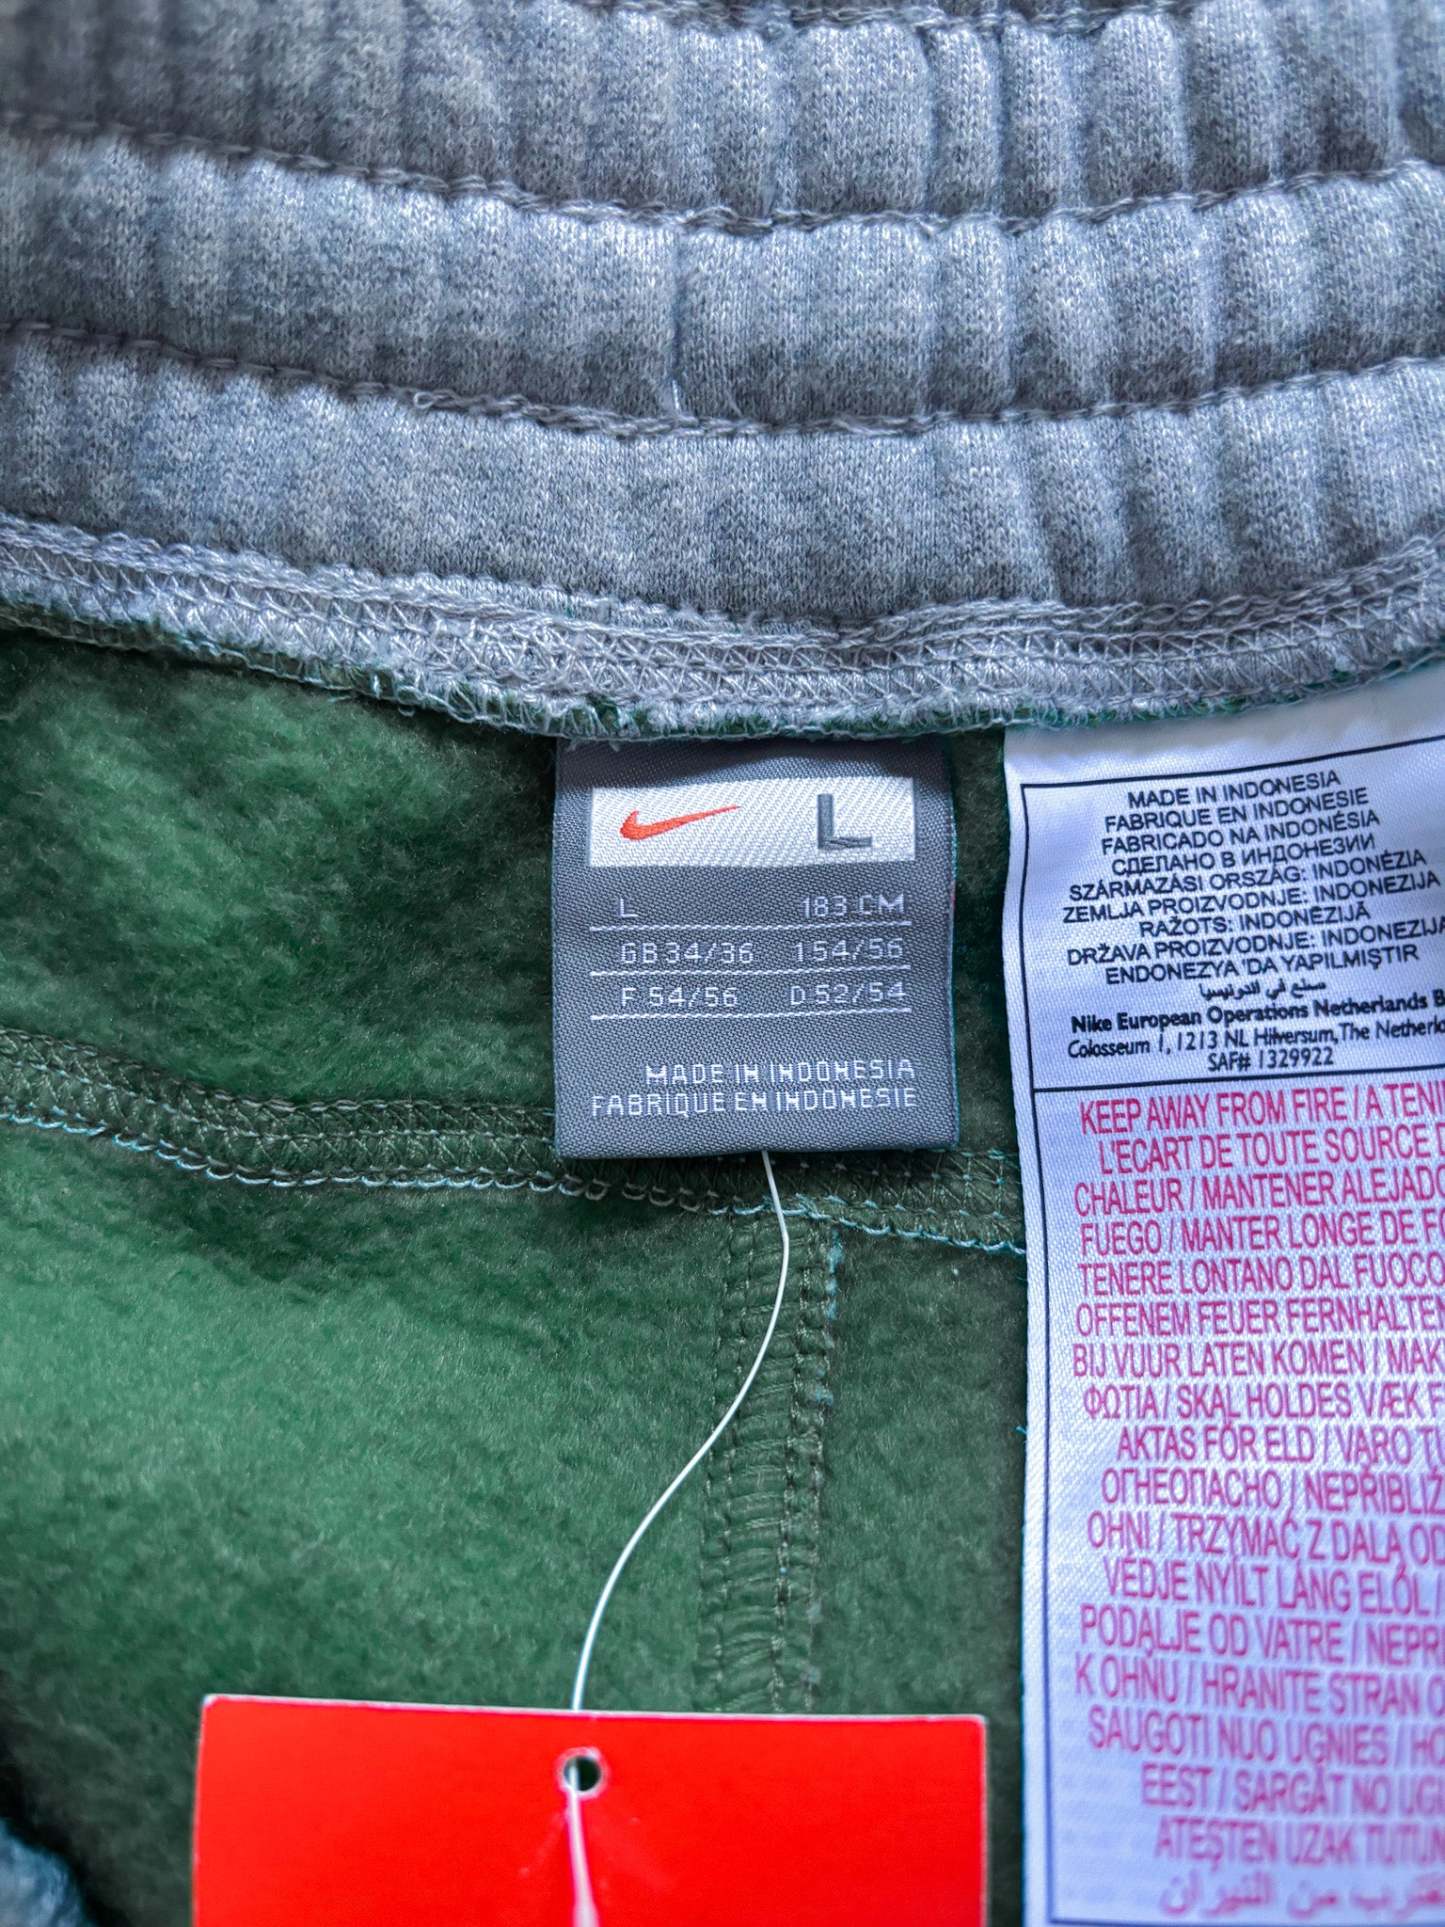 L
L 183 CM
GB 34/36 I 54/56
F 54/56 D 52/54
MADE IN INDONESIA
FABRIQUE EN INDONESIE
MADE IN INDONESIA
FABRIQUE EN INDONESIE
FABRICADO NA INDONÉSIA
СДЕЛАНО В ИНДОНЕЗИИ
SZÁRMAZÁSI ORSZÁG: INDONÉZIA
ZEMLJA PROIZVODNJE: INDONEZIJA
RAŽOTS: INDONĒZIJĀ
DRŽAVA PROIZVODNJE: INDONEZIJA
ENDONEZYA 'DA YAPILMIŞTIR
صنع في اندونيسيا
Nike European Operations Netherlands
Colosseum 1, 1213 NL Hilversum, The
SAF# 1329922
KEEP AWAY FROM FIRE / A
L'ECART DE TOUTE SOURCE
CHALEUR / MANTENER
FUEGO / MANTER LONGE DE
TENERE LONTANO DAL FUOCO
OFFENEM FEUER FERNHALTEN
BIJ VUUR LATEN KOMEN /
ΦΩΤΙΑ / SKAL HOLDES VÆK
AKTAS FÖR ELD / VARO
ОГНЕОПАСНО /
OHNI / TRZYMAĆ Z DALA OD
VÉDJE NYÍLT LÁNG ELŐL /
PODALJE OD VATRE /
K OHŇU / HRANITE STRAN
SAUGOTI NUO UGNIES /
EEST / SARGĀT NO
ATEŞTEN UZAK
من النيران